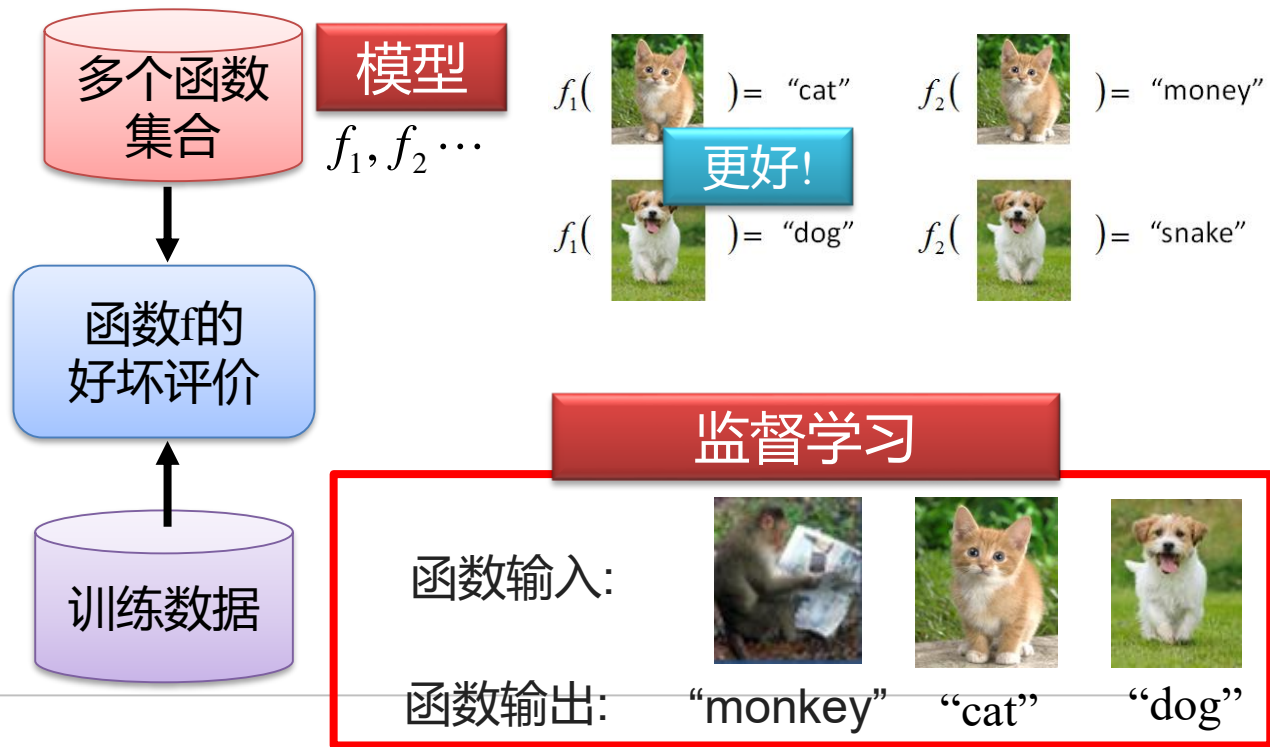 多个函数
集合
模型
f₁, f₂ ⋯
f₁( ) = “cat”
f₂( ) = “money”
更好!
f₁( ) = “dog”
f₂( ) = “snake”
函数f的
好坏评价
监督学习
训练数据
函数输入:
函数输出: “monkey” “cat” “dog”